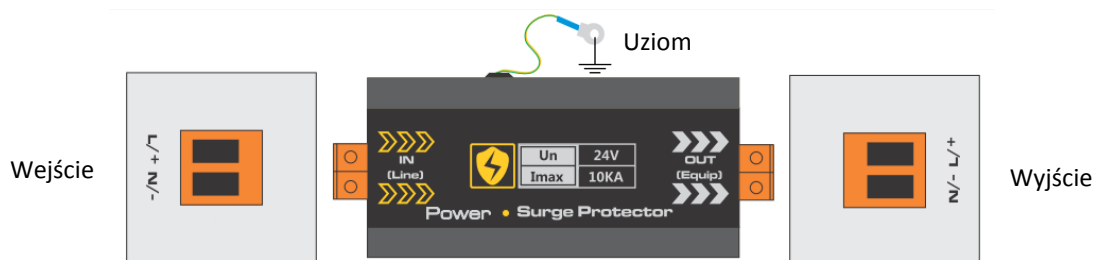 Uziom
Wejście
-/N +/L
IN
(Line)
Un 24V
Imax 10KA
OUT
(Equip)
Power • Surge Protector
N/- L/+
Wyjście